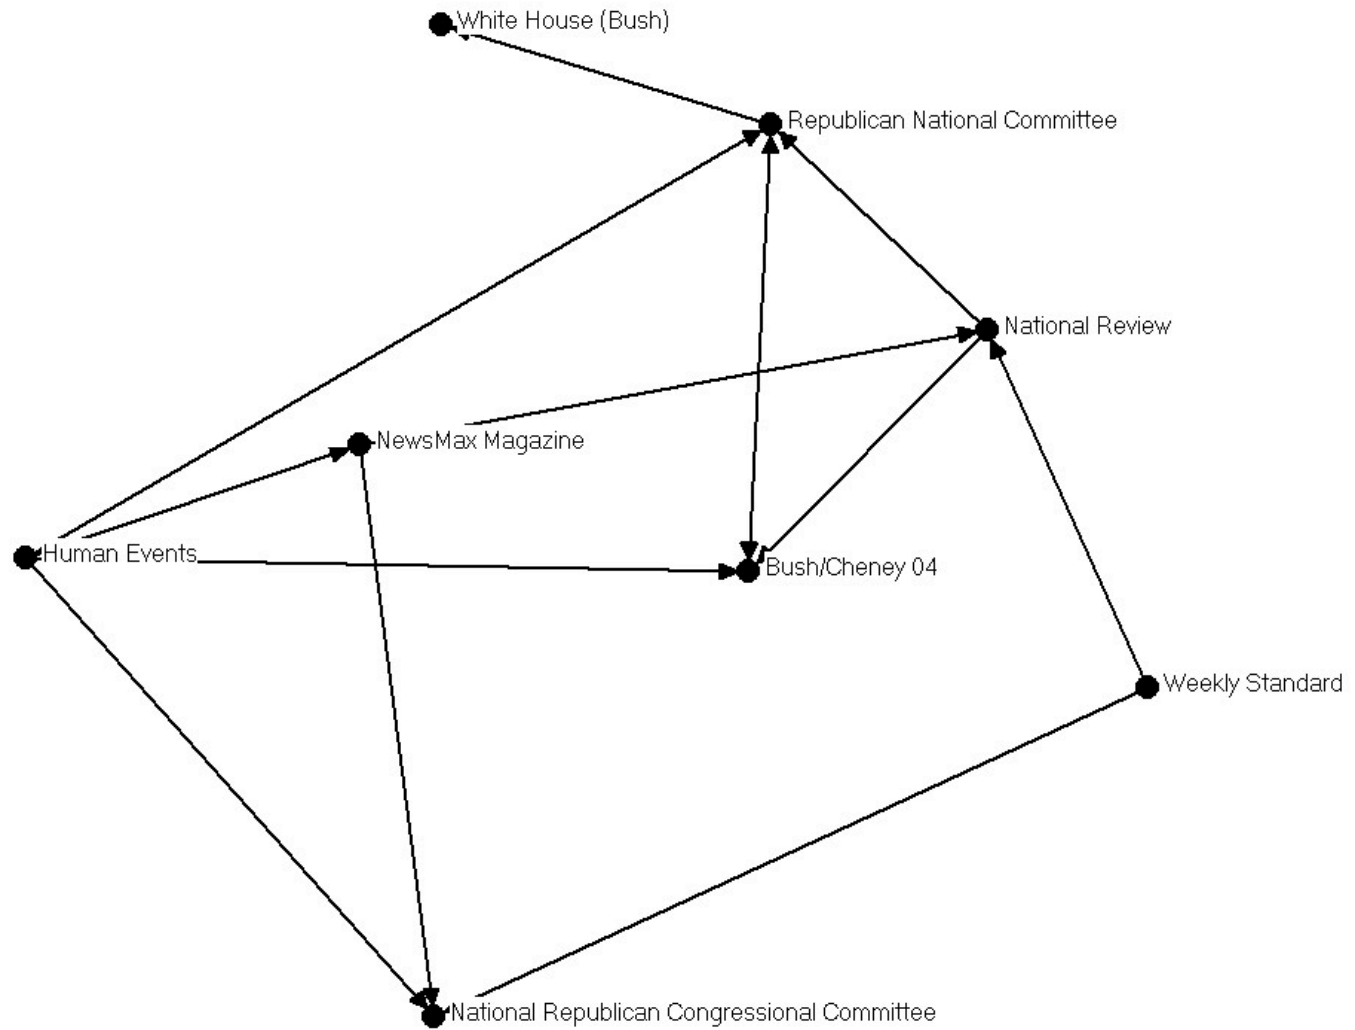 White House (Bush)
Republican National Committee
National Review
NewsMax Magazine
Human Events
Bush/Cheney 04
Weekly Standard
National Republican Congressional Committee